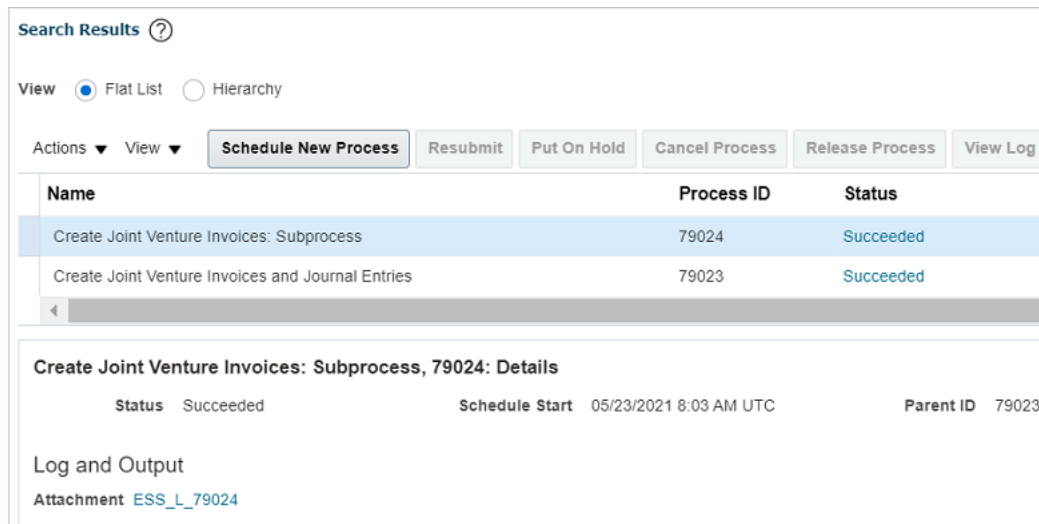 Search Results ?
View Flat List Hierarchy
Actions View Schedule New Process Resubmit Put On Hold Cancel Process Release Process View Log
Name Process ID Status
Create Joint Venture Invoices: Subprocess 79024 Succeeded
Create Joint Venture Invoices and Journal Entries 79023 Succeeded
Create Joint Venture Invoices: Subprocess, 79024: Details
Status Succeeded Schedule Start 05/23/2021 8:03 AM UTC Parent ID 79023
Log and Output
Attachment ESS_L_79024